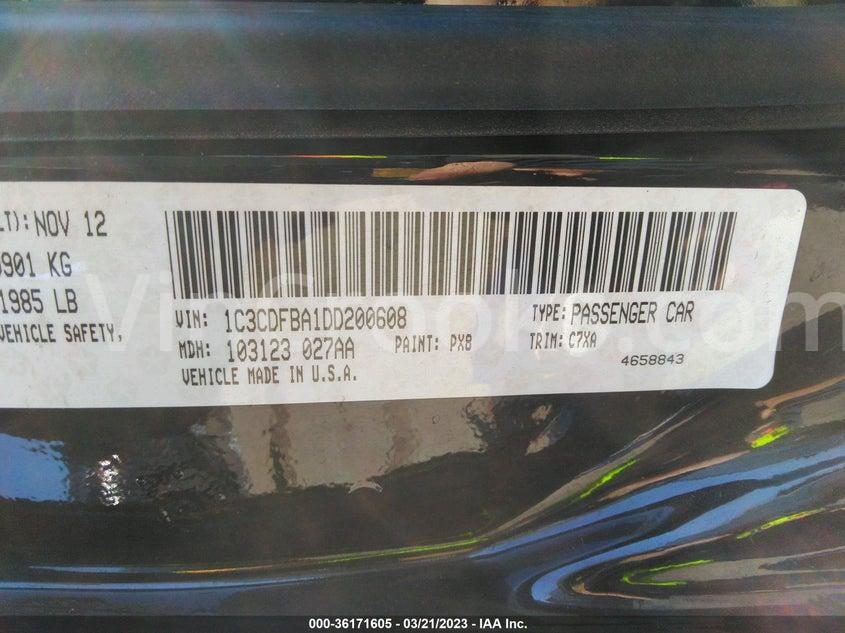 LT): NOV 12
901 KG
1985 LB
VEHICLE SAFETY,
VIN: 1C3CDFBA1DD200608 TYPE: PASSENGER CAR
MDH: 103123 027AA PAINT: PX8 TRIM: C7XA
VEHICLE MADE IN U.S.A. 4658843
000-36171605 — 03/21/2023 — IAA Inc.